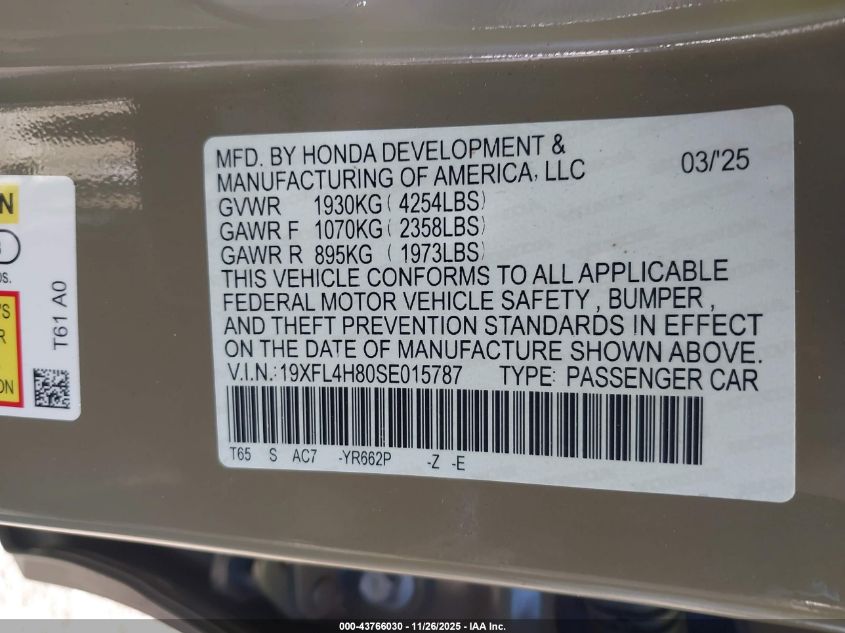 MFD. BY HONDA DEVELOPMENT &
MANUFACTURING OF AMERICA, LLC 03/'25
GVWR 1930KG ( 4254LBS)
GAWR F 1070KG ( 2358LBS)
GAWR R 895KG ( 1973LBS)
THIS VEHICLE CONFORMS TO ALL APPLICABLE
FEDERAL MOTOR VEHICLE SAFETY , BUMPER ,
AND THEFT PREVENTION STANDARDS IN EFFECT
ON THE DATE OF MANUFACTURE SHOWN ABOVE.
V.I.N.:19XFL4H80SE015787 TYPE: PASSENGER CAR
T65 S AC7 -YR662P -Z -E
T61 A0
000-43766030 - 11/26/2025 - IAA Inc.